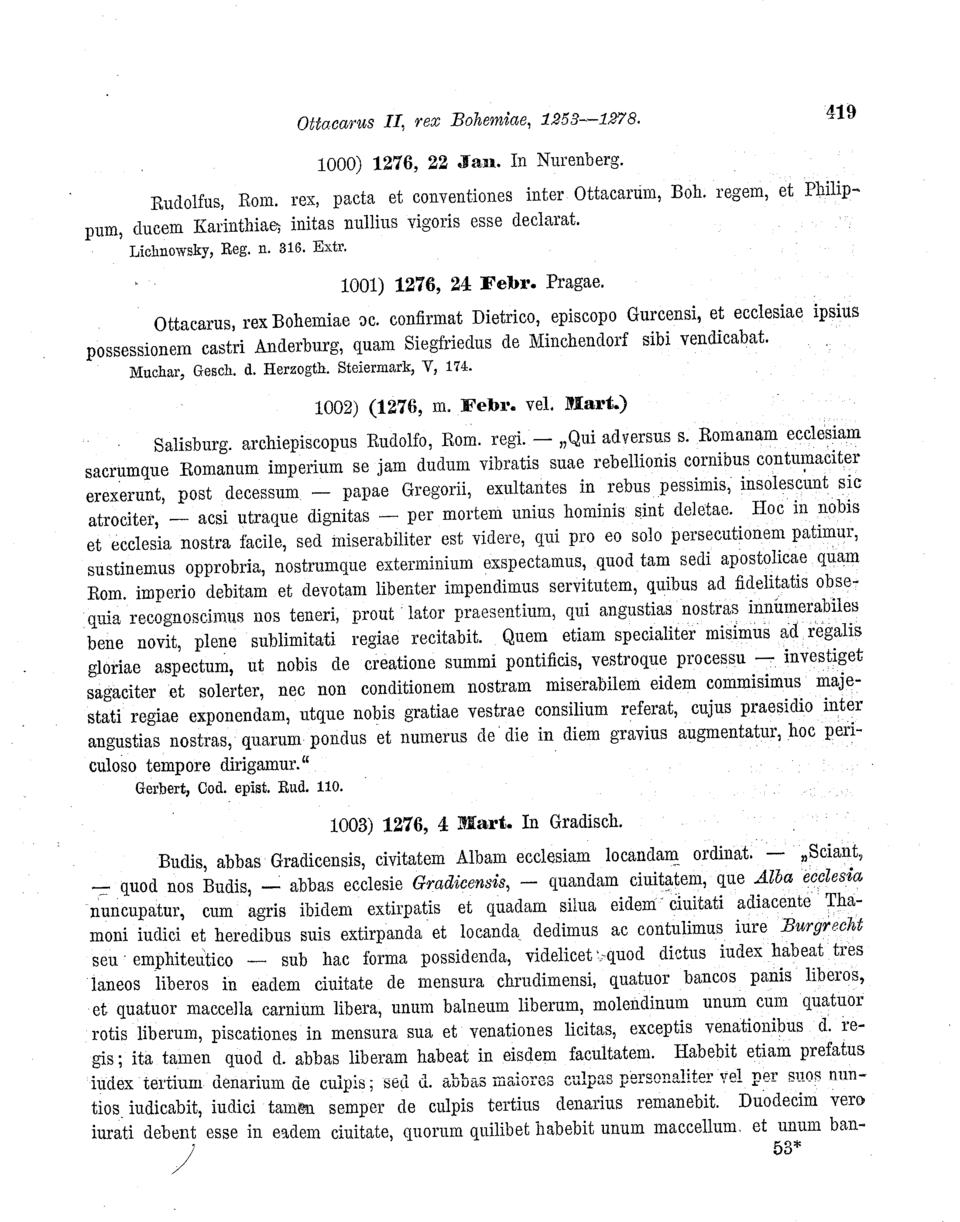 Ottacarus II, rex Bohemiae, 1253—1278.
419
1000) 1276, 22 Jan. In Nurenberg.
Rudolfus, Rom. rex, pacta et conventiones inter Ottacarum, Boh. regem, et Philip-
pum, ducem Karinthiae, initas nullius vigoris esse declarat.
Lichnowsky, Reg. n. 316. Extr.
1001) 1276, 24 Febr. Pragae.
Ottacarus, rex Bohemiae ɔc. confirmat Dietrico, episcopo Gurcensi, et ecclesiae ipsius
possessionem castri Anderburg, quam Siegfriedus de Minchendorf sibi vendicabat.
Muchar, Gesch. d. Herzogth. Steiermark, V, 174.
1002) (1276, m. Febr. vel. Mart.)
Salisburg. archiepiscopus Rudolfo, Rom. regi. — „Qui adversus s. Romanam ecclesiam
sacrumque Romanum imperium se jam dudum vibratis suae rebellionis cornibus contumaciter
erexerunt, post decessum — papae Gregorii, exultantes in rebus pessimis, insolescunt sic
atrociter, — acsi utraque dignitas — per mortem unius hominis sint deletae. Hoc in nobis
et ecclesia nostra facile, sed miserabiliter est videre, qui pro eo solo persecutionem patimur,
sustinemus opprobria, nostrumque exterminium exspectamus, quod tam sedi apostolicae quam
Rom. imperio debitam et devotam libenter impendimus servitutem, quibus ad fidelitatis obse-
quia recognoscimus nos teneri, prout lator praesentium, qui angustias nostras innumerabiles
bene novit, plene sublimitati regiae recitabit. Quem etiam specialiter misimus ad regalis
gloriae aspectum, ut nobis de creatione summi pontificis, vestroque processu — investiget
sagaciter et solerter, nec non conditionem nostram miserabilem eidem commisimus maje-
stati regiae exponendam, utque nobis gratiae vestrae consilium referat, cujus praesidio inter
angustias nostras, quarum pondus et numerus de die in diem gravius augmentatur, hoc peri-
culoso tempore dirigamur.“
Gerbert, Cod. epist. Rud. 110.
1003) 1276, 4 Mart. In Gradisch.
Budis, abbas Gradicensis, civitatem Albam ecclesiam locandam ordinat. — „Sciant,
— quod nos Budis, — abbas ecclesie Gradicensis, — quandam ciuitatem, que Alba ecclesia
nuncupatur, cum agris ibidem extirpatis et quadam silua eidem ciuitati adiacente Tha-
moni iudici et heredibus suis extirpanda et locanda dedimus ac contulimus iure Burgrecht
seu emphiteutico — sub hac forma possidenda, videlicet quod dictus iudex habeat tres
laneos liberos in eadem ciuitate de mensura chrudimensi, quatuor bancos panis liberos,
et quatuor maccella carnium libera, unum balneum liberum, molendinum unum cum quatuor
rotis liberum, piscationes in mensura sua et venationes licitas, exceptis venationibus d. re-
gis; ita tamen quod d. abbas liberam habeat in eisdem facultatem. Habebit etiam prefatus
iudex tertium denarium de culpis; sed d. abbas maiores culpas personaliter vel per suos nun-
tios iudicabit, iudici tamen semper de culpis tertius denarius remanebit. Duodecim vero
iurati debent esse in eadem ciuitate, quorum quilibet habebit unum maccellum et unum ban-
53*